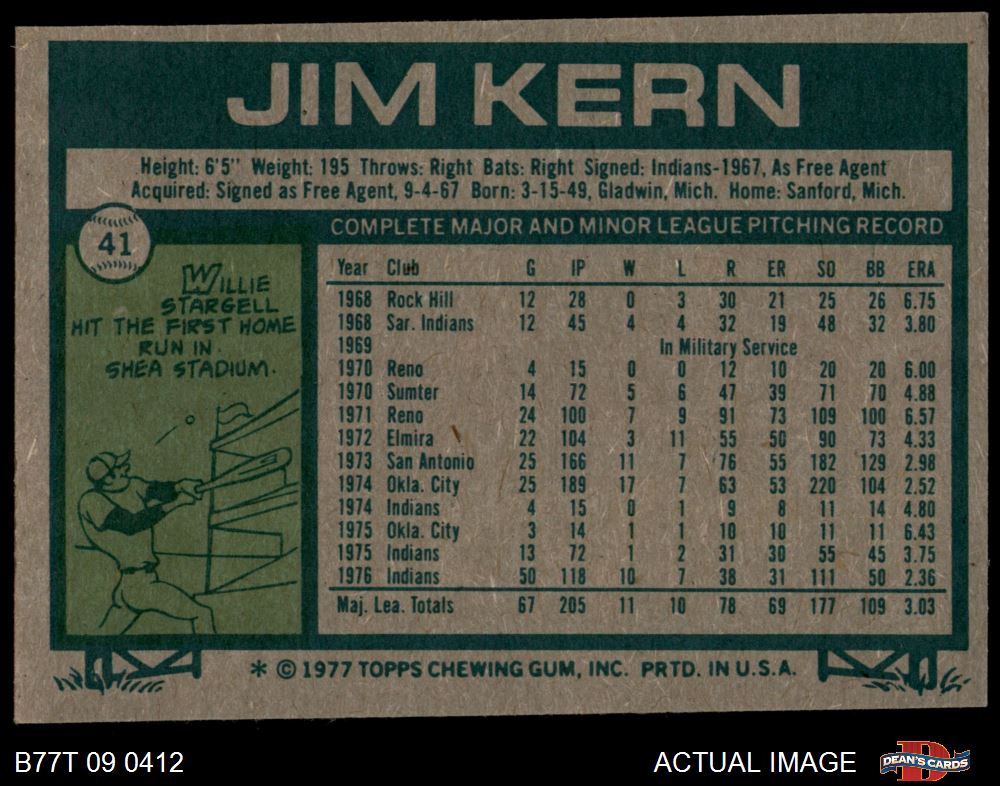 JIM KERN
Height: 6'5" Weight: 195 Throws: Right Bats: Right Signed: Indians-1967, As Free Agent
Acquired: Signed as Free Agent, 9-4-67 Born: 3-15-49, Gladwin, Mich. Home: Sanford, Mich.
41
WILLIE
STARGELL
HIT THE FIRST HOME
RUN IN
SHEA STADIUM.
COMPLETE MAJOR AND MINOR LEAGUE PITCHING RECORD
Year Club G IP W L R ER SO BB ERA
1968 Rock Hill 12 28 0 3 30 21 25 26 6.75
1968 Sar. Indians 12 45 4 4 32 19 48 32 3.80
1969 In Military Service
1970 Reno 4 15 0 0 12 10 20 20 6.00
1970 Sumter 14 72 5 6 47 39 71 70 4.88
1971 Reno 24 100 7 9 91 73 109 100 6.57
1972 Elmira 22 104 3 11 55 50 90 73 4.33
1973 San Antonio 25 166 11 7 76 55 182 129 2.98
1974 Okla. City 25 189 17 7 63 53 220 104 2.52
1974 Indians 4 15 0 1 9 8 11 14 4.80
1975 Okla. City 3 14 1 1 10 10 11 11 6.43
1975 Indians 13 72 1 2 31 30 55 45 3.75
1976 Indians 50 118 10 7 38 31 111 50 2.36
Maj. Lea. Totals 67 205 11 10 78 69 177 109 3.03
* © 1977 TOPPS CHEWING GUM, INC. PRTD. IN U.S.A.
B77T 09 0412 ACTUAL IMAGE D DEAN'S CARDS